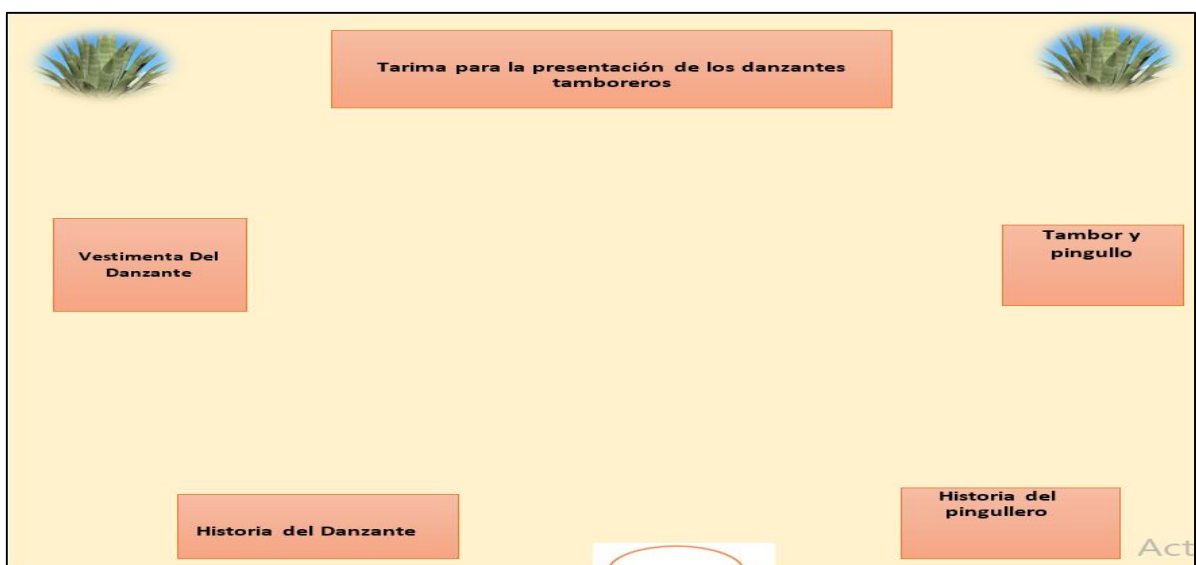 Tarima para la presentación de los danzantes
tamboreros
Vestimenta Del
Danzante
Tambor y
pingullo
Historia del Danzante
Historia del
pingullero
Act